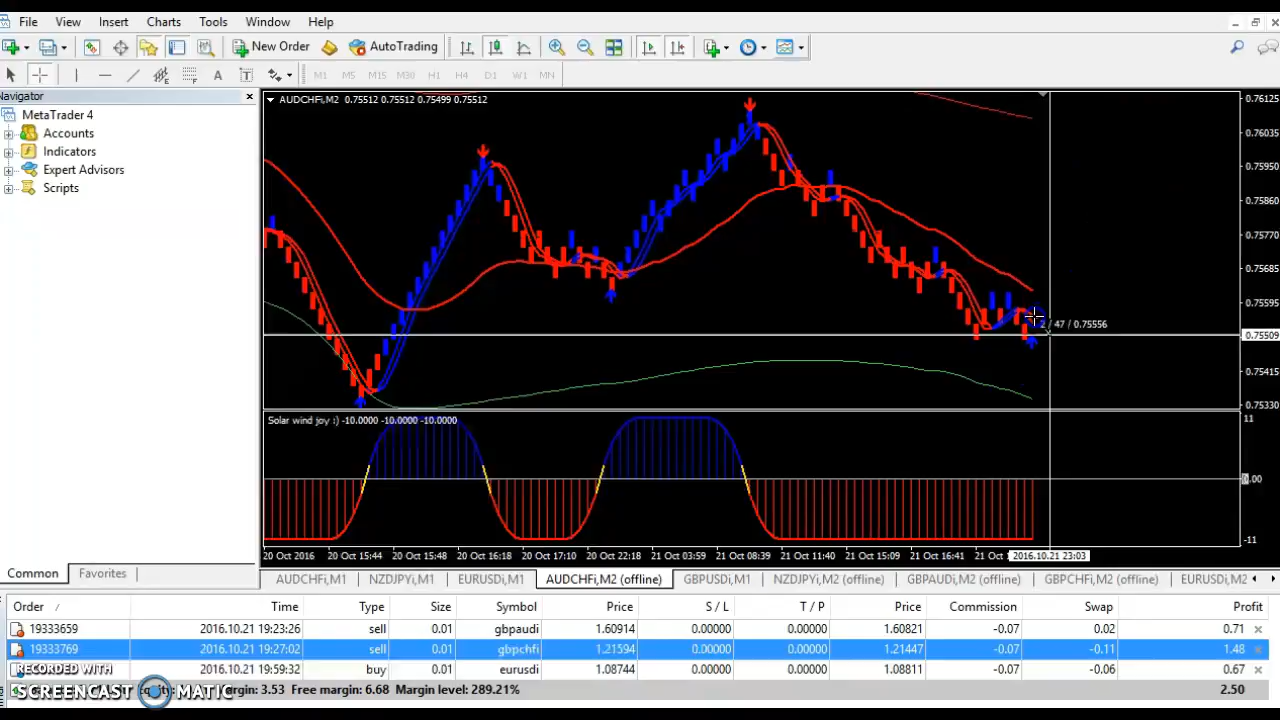 File View Insert Charts Tools Window Help
New Order AutoTrading
A T M1 M5 M15 M30 H1 H4 D1 W1 MN
Navigator
MetaTrader 4
Accounts
Indicators
Expert Advisors
Scripts
Common Favorites
AUDCHFi,M2 0.75512 0.75512 0.75499 0.75512
2 / 47 / 0.75556
0.76125
0.76035
0.75950
0.75860
0.75770
0.75685
0.75595
0.75509
0.75415
0.75330
Solar wind joy :) -10.0000 -10.0000 -10.0000
11
0.00
-11
20 Oct 2016 20 Oct 15:44 20 Oct 15:48 20 Oct 16:18 20 Oct 17:10 20 Oct 22:18 21 Oct 03:59 21 Oct 08:39 21 Oct 11:40 21 Oct 15:09 21 Oct 16:41 21 Oct 2016.10.21 23:03
AUDCHFi,M1 NZDJPYi,M1 EURUSDi,M1 AUDCHFi,M2 (offline) GBPUSDi,M1 NZDJPYi,M2 (offline) GBPAUDi,M2 (offline) GBPCHFi,M2 (offline) EURUSDi,M2
Order / Time Type Size Symbol Price S / L T / P Price Commission Swap Profit
19333659 2016.10.21 19:23:26 sell 0.01 gbpaudi 1.60914 0.00000 0.00000 1.60821 -0.07 0.02 0.71
19333769 2016.10.21 19:27:02 sell 0.01 gbpchfi 1.21594 0.00000 0.00000 1.21447 -0.07 -0.11 1.48
2016.10.21 19:59:32 buy 0.01 eurusdi 1.08744 0.00000 0.00000 1.08811 -0.07 -0.06 0.67
Margin: 3.53 Free margin: 6.68 Margin level: 289.21% 2.50
RECORDED WITH
SCREENCAST MATIC